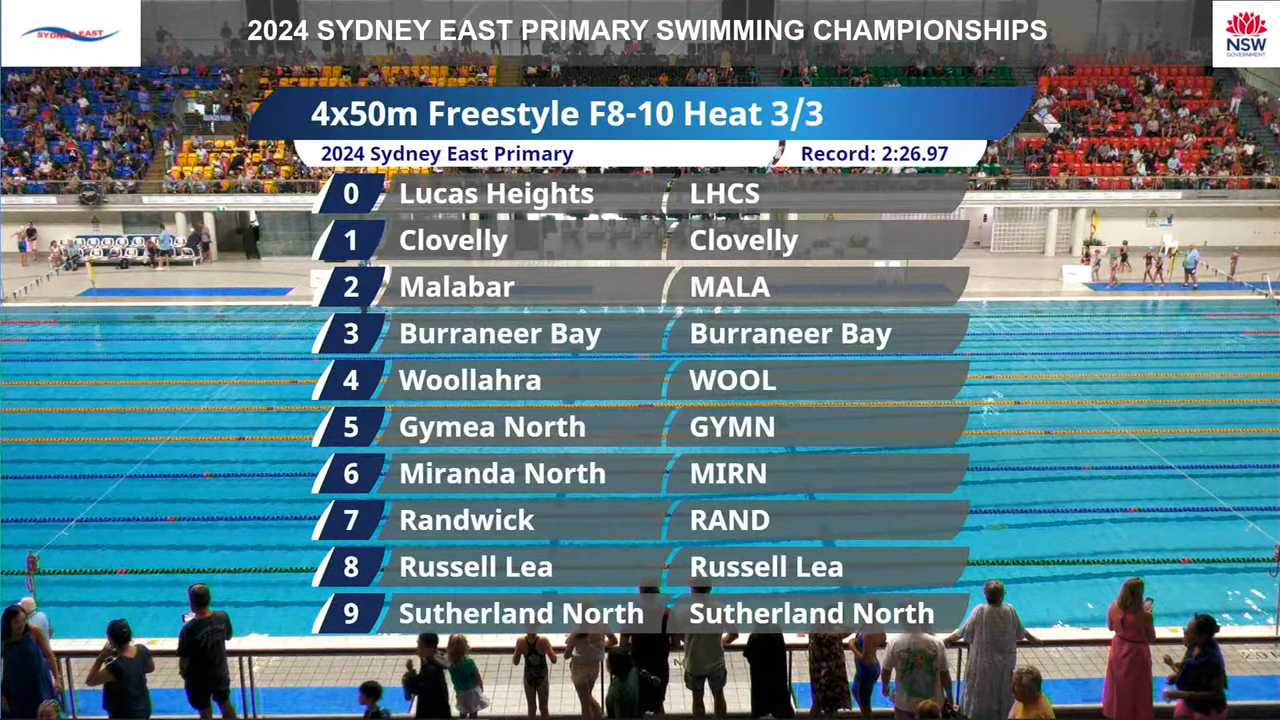 SYDNEY EAST
2024 SYDNEY EAST PRIMARY SWIMMING CHAMPIONSHIPS
NSW
GOVERNMENT
4x50m Freestyle F8-10 Heat 3/3
2024 Sydney East Primary Record: 2:26.97
0 Lucas Heights LHCS
1 Clovelly Clovelly
2 Malabar MALA
3 Burraneer Bay Burraneer Bay
4 Woollahra WOOL
5 Gymea North GYMN
6 Miranda North MIRN
7 Randwick RAND
8 Russell Lea Russell Lea
9 Sutherland North Sutherland North